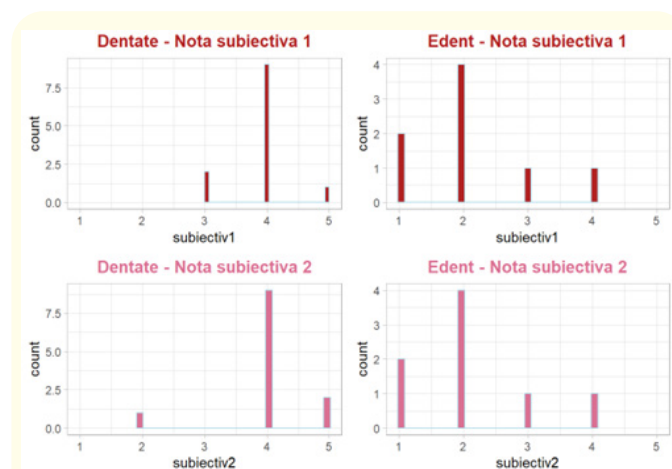 Dentate - Nota subiectiva 1
7.5
5.0
2.5
0.0
count
1 2 3 4 5
subiectiv1
Edent - Nota subiectiva 1
4
3
2
1
0
count
1 2 3 4 5
subiectiv1
Dentate - Nota subiectiva 2
7.5
5.0
2.5
0.0
count
1 2 3 4 5
subiectiv2
Edent - Nota subiectiva 2
4
3
2
1
0
count
1 2 3 4 5
subiectiv2